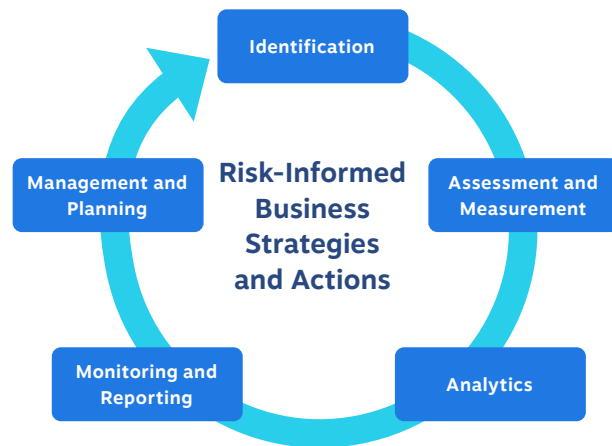 Identification
Risk-Informed
Business
Strategies
and Actions
Assessment and
Measurement
Analytics
Monitoring and
Reporting
Management and
Planning